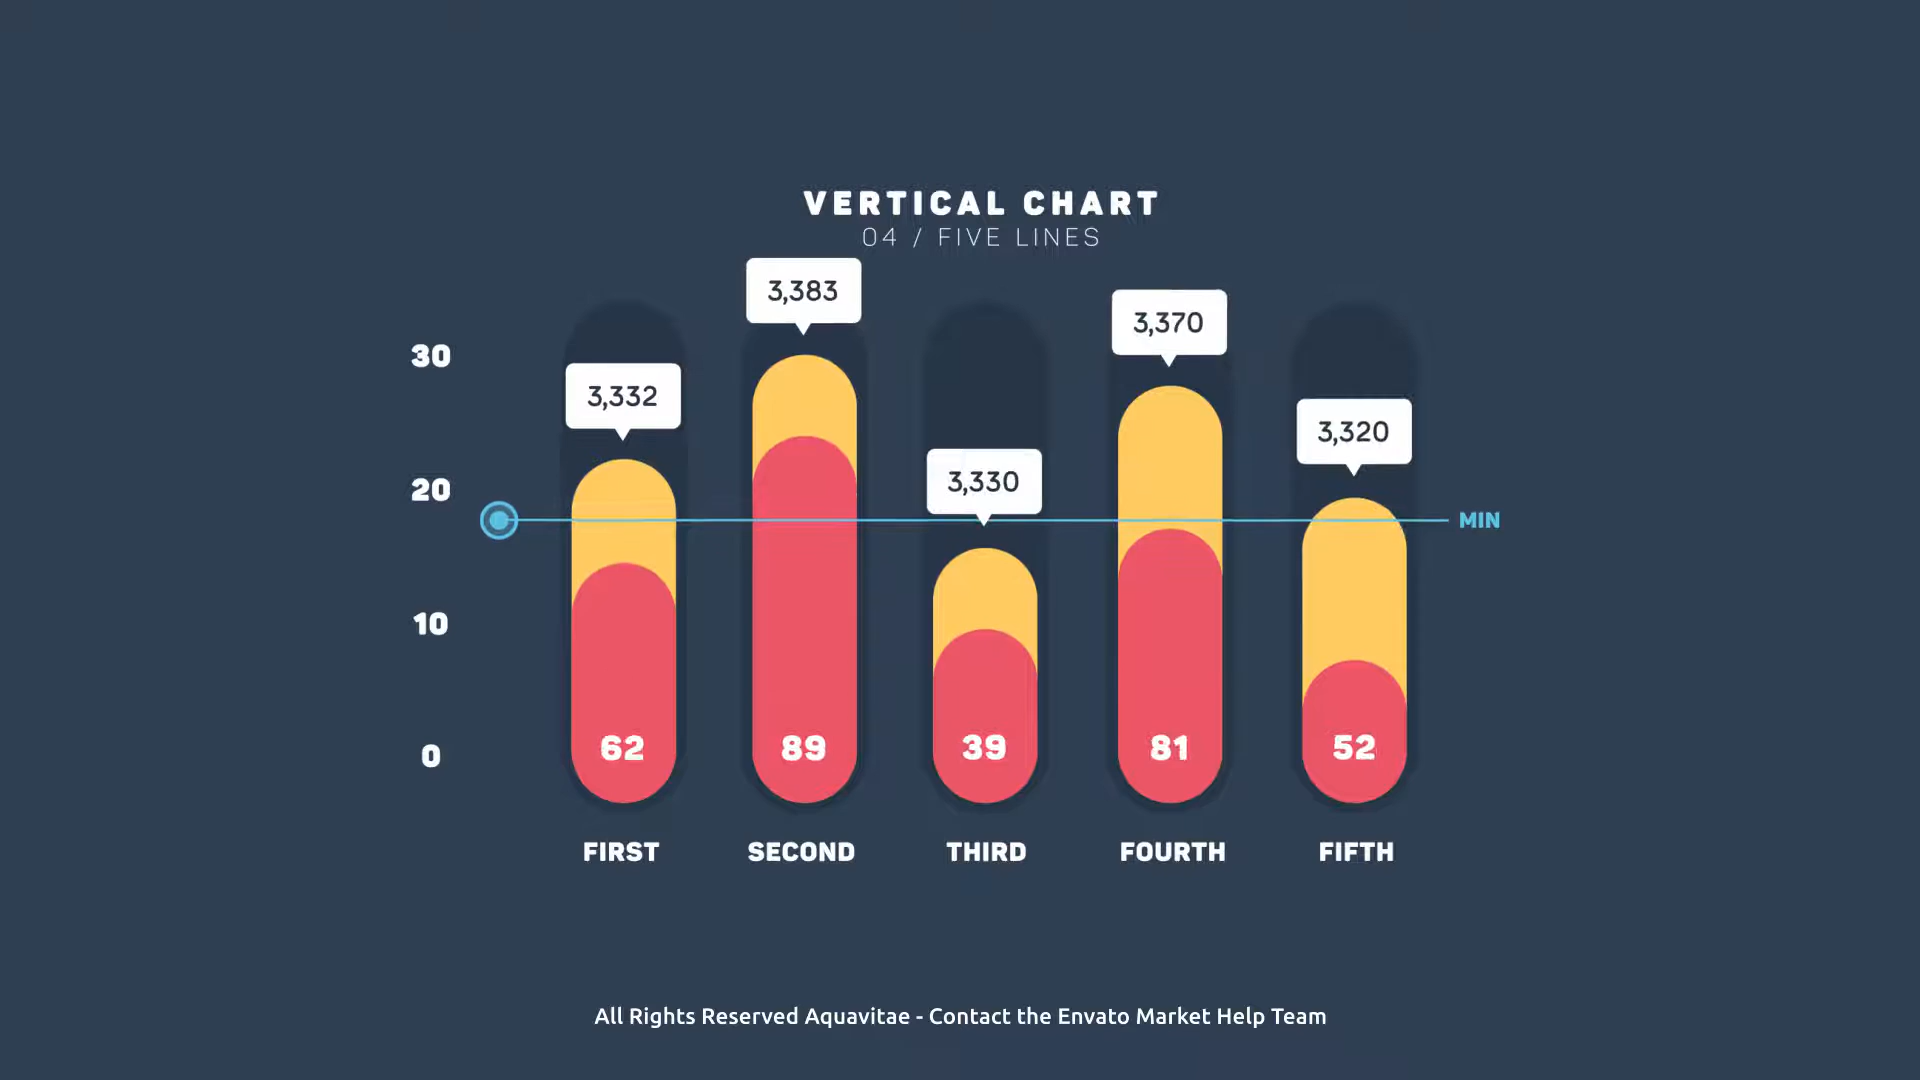 VERTICAL CHART
04 / FIVE LINES
3,383
3,370
30
3,332
3,320
20
3,330
MIN
10
0
62
89
39
81
52
FIRST
SECOND
THIRD
FOURTH
FIFTH
All Rights Reserved Aquavitae - Contact the Envato Market Help Team